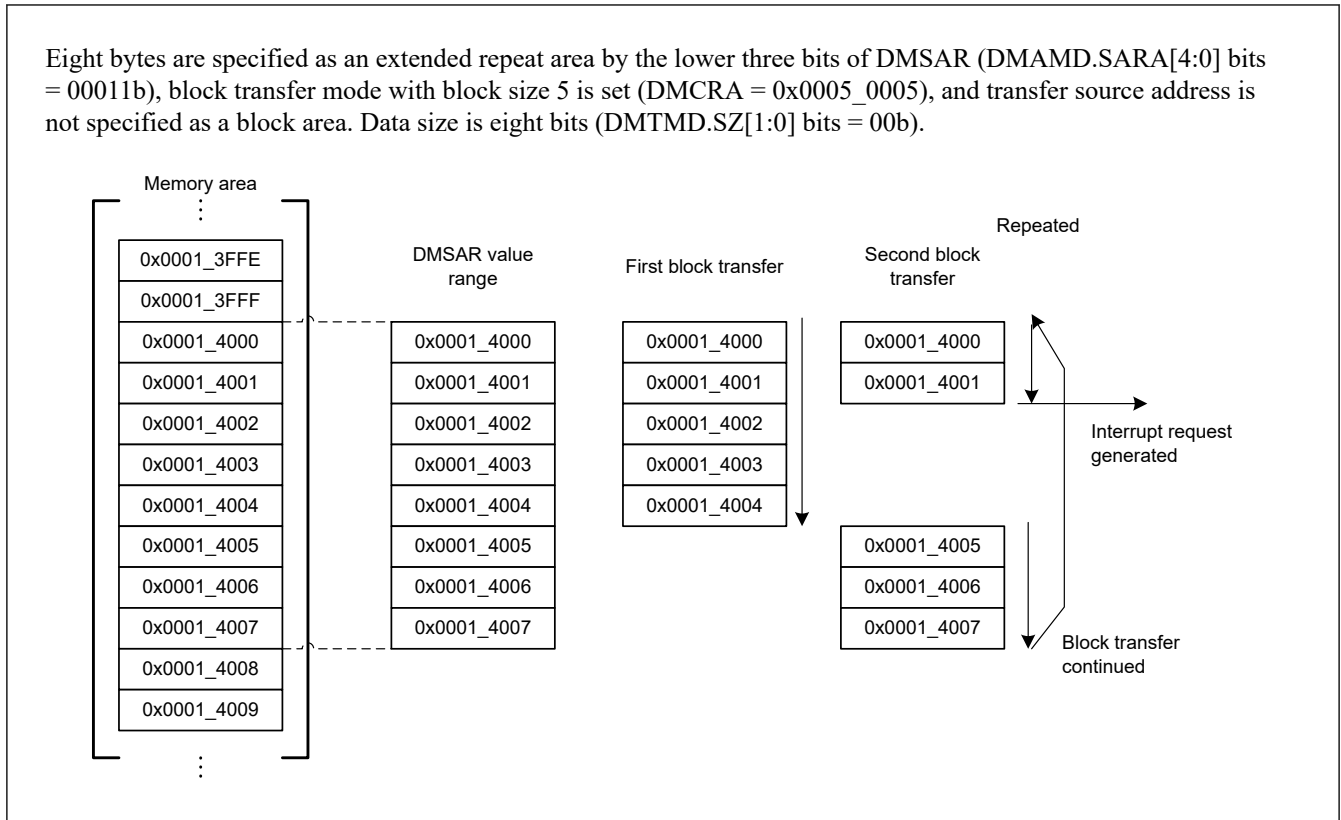 Eight bytes are specified as an extended repeat area by the lower three bits of DMSAR (DMAMD.SARA[4:0] bits
= 00011b), block transfer mode with block size 5 is set (DMCRA = 0x0005_0005), and transfer source address is
not specified as a block area. Data size is eight bits (DMTMD.SZ[1:0] bits = 00b).
Memory area
0x0001_3FFE
0x0001_3FFF
0x0001_4000
0x0001_4001
0x0001_4002
0x0001_4003
0x0001_4004
0x0001_4005
0x0001_4006
0x0001_4007
0x0001_4008
0x0001_4009
DMSAR value
range
0x0001_4000
0x0001_4001
0x0001_4002
0x0001_4003
0x0001_4004
0x0001_4005
0x0001_4006
0x0001_4007
First block transfer
0x0001_4000
0x0001_4001
0x0001_4002
0x0001_4003
0x0001_4004
Second block
transfer
0x0001_4000
0x0001_4001
0x0001_4005
0x0001_4006
0x0001_4007
Repeated
Interrupt request
generated
Block transfer
continued